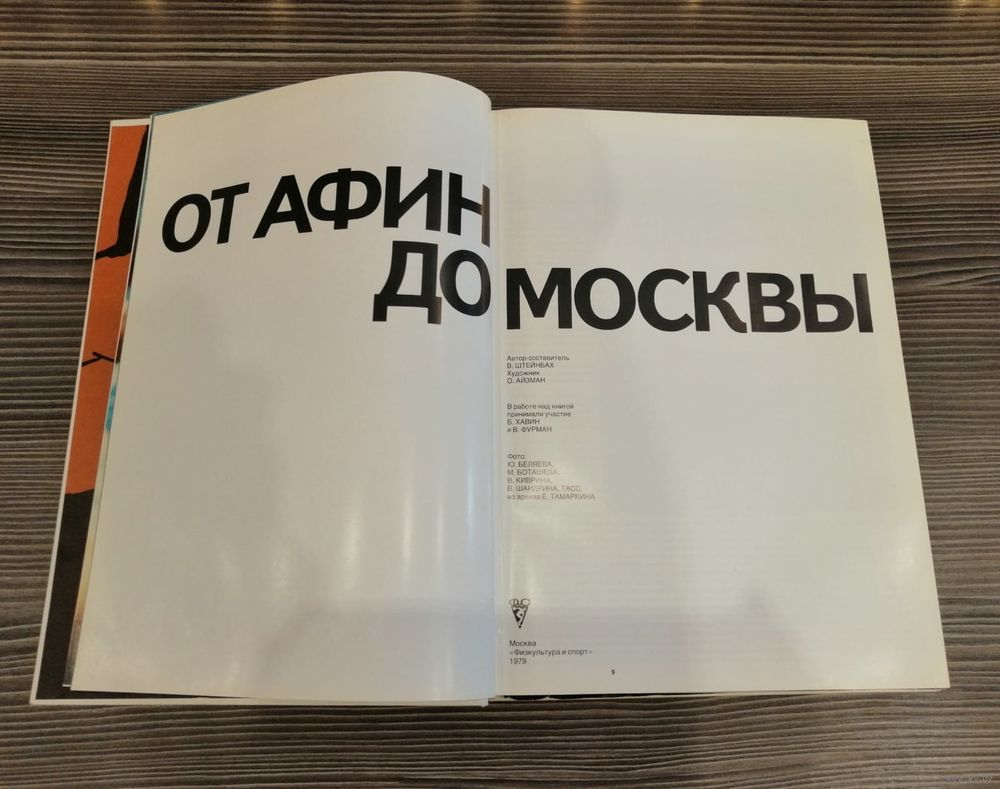 ОТ АФИН
ДО МОСКВЫ
Автор-составитель
В. ШТЕЙНБАХ
Художник
О. АЙЗМАН
В работе над книгой
принимали участие
Б. ХАВИН
и В. ФУРМАН
Фото:
Ю. БЕЛЯЕВА,
М. БОТАШЕВА,
В. КИВРИНА,
В. ШАНДРИНА, ТАСС,
из архива Е. ТАМАРКИНА
Москва
«Физкультура и спорт»
1979
9